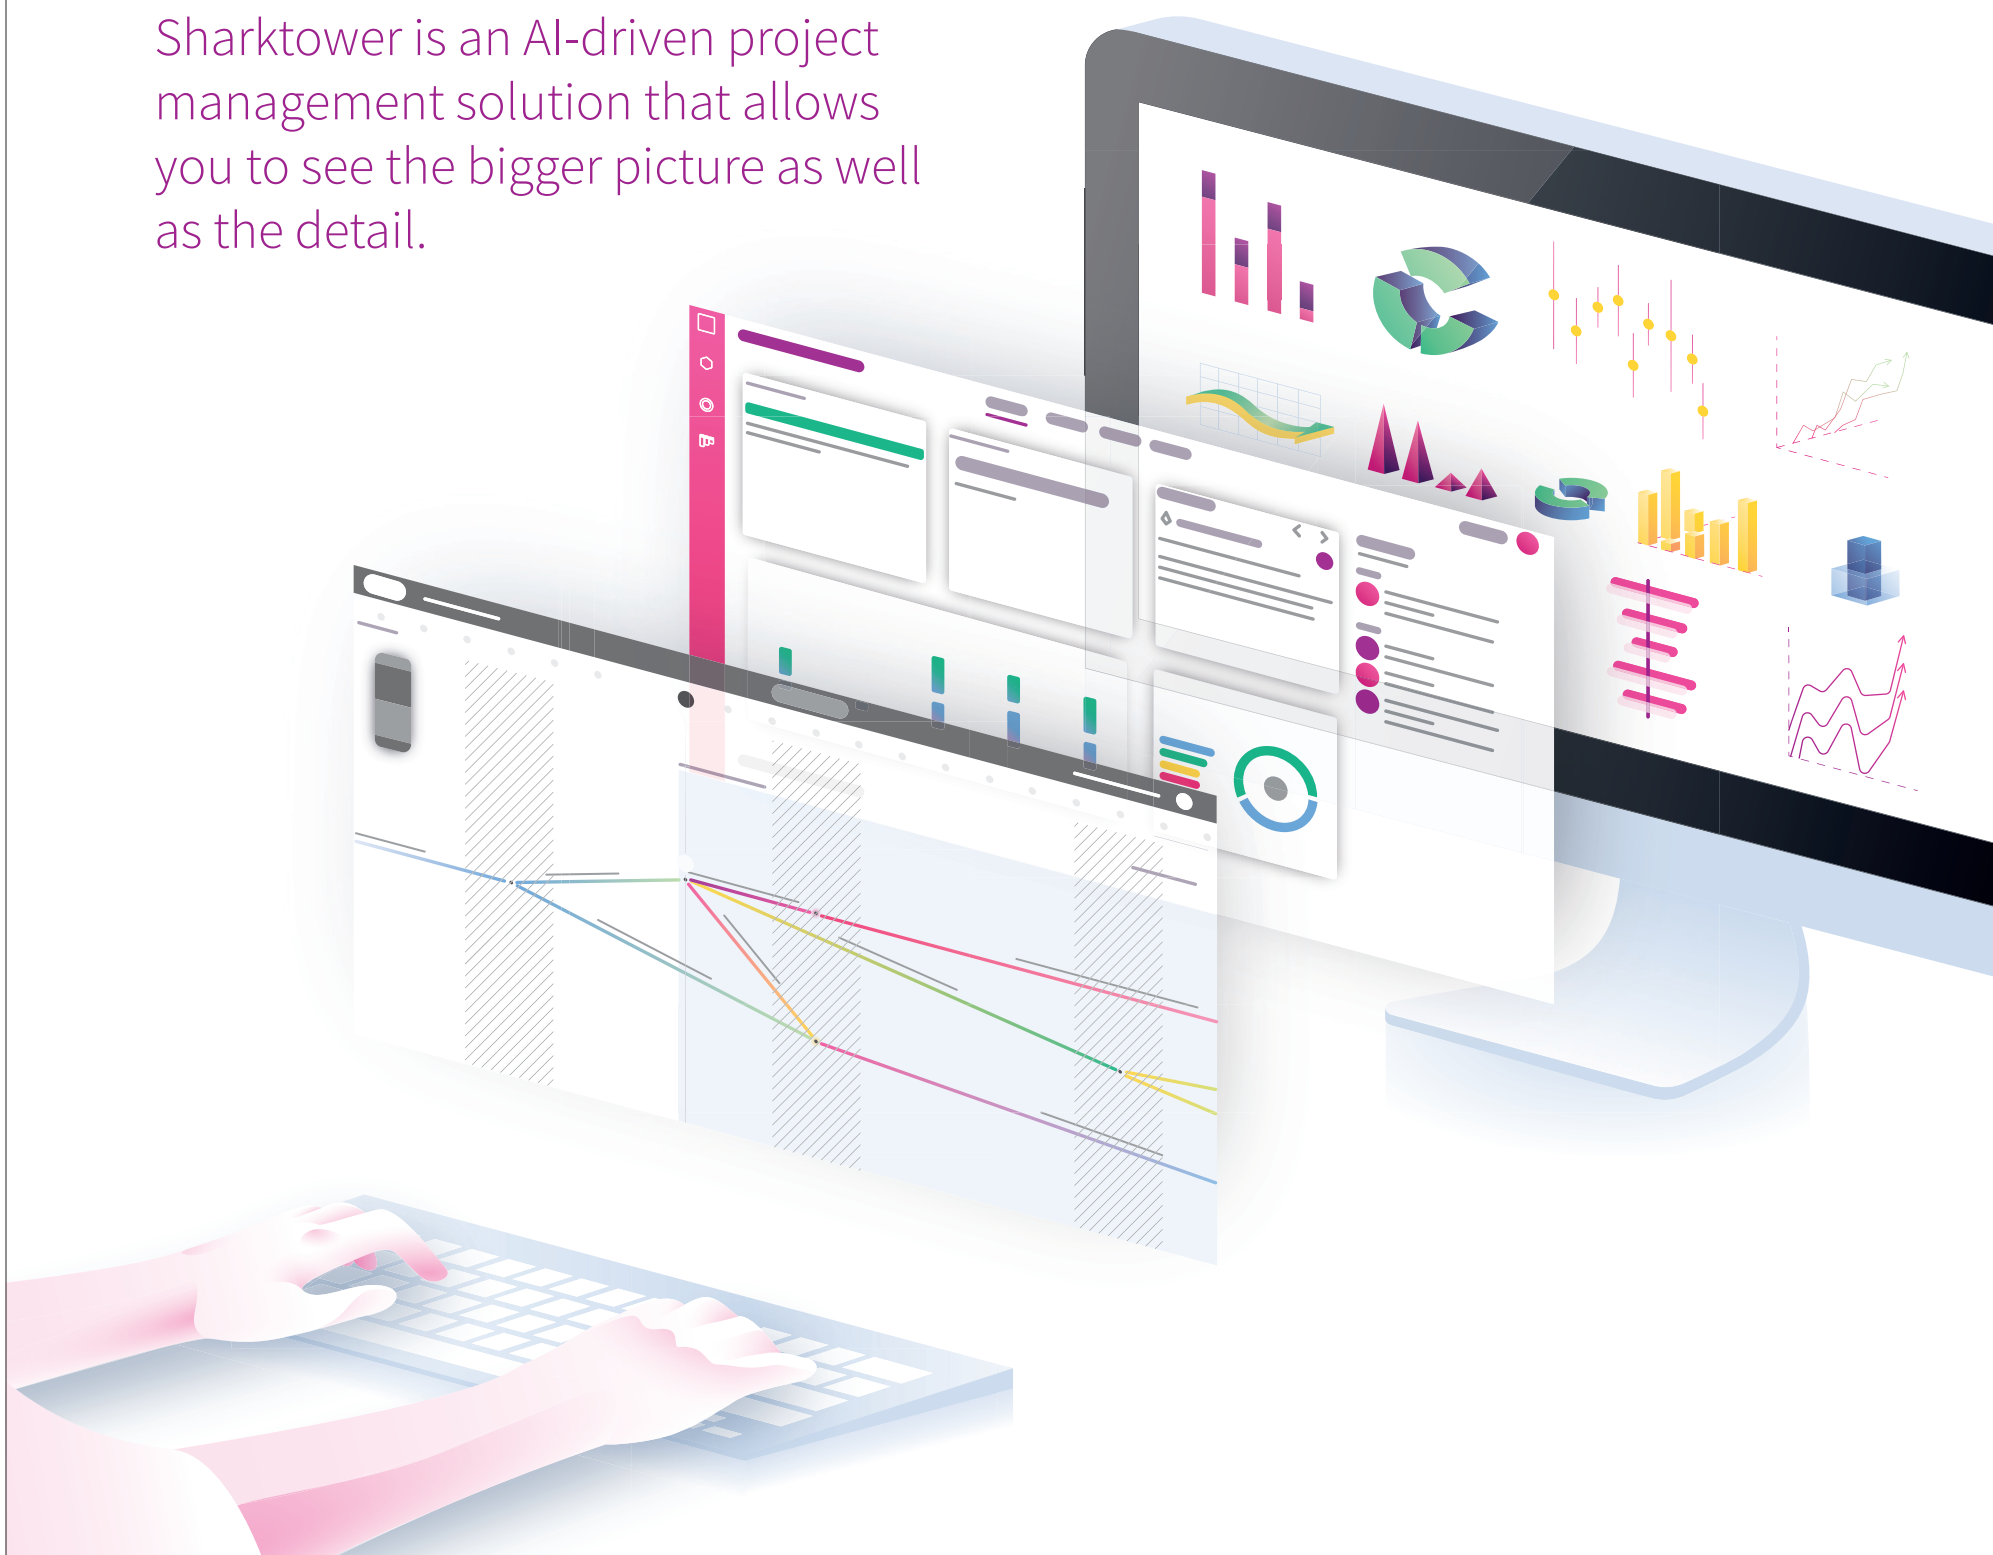 Sharktower is an AI-driven project
management solution that allows
you to see the bigger picture as well
as the detail.